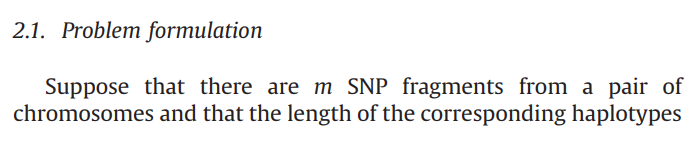 2.1. Problem formulation
Suppose that there are m SNP fragments from a pair of
chromosomes and that the length of the corresponding haplotypes